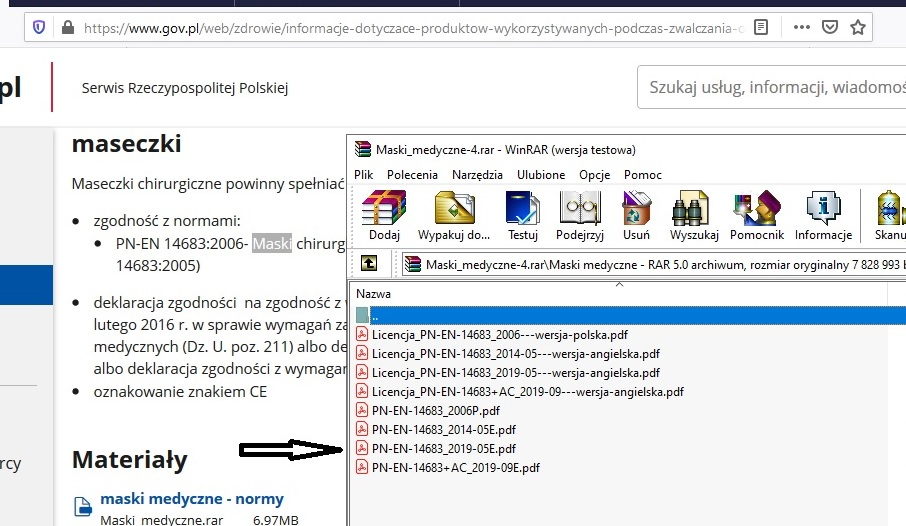 https://www.gov.pl/web/zdrowie/informacje-dotyczace-produktow-wykorzystywanych-podczas-zwalczania-c
pl
Serwis Rzeczypospolitej Polskiej
Szukaj usług, informacji, wiadomoś
maseczki
Maseczki chirurgiczne powinny spełniać
zgodność z normami:
PN-EN 14683:2006- Maski chirurg
14683:2005)
deklaracja zgodności na zgodność z w
lutego 2016 r. w sprawie wymagań za
medycznych (Dz. U. poz. 211) albo de
albo deklaracja zgodności z wymagan
oznakowanie znakiem CE
rcy
Materiały
maski medyczne - normy
Maski_medyczne.rar 6.97MB
Maski_medyczne-4.rar - WinRAR (wersja testowa)
Plik Polecenia Narzędzia Ulubione Opcje Pomoc
Dodaj Wypakuj do... Testuj Podejrzyj Usuń Wyszukaj Pomocnik Informacje Skanu
Maski_medyczne-4.rar\Maski medyczne - RAR 5.0 archiwum, rozmiar oryginalny 7 828 993 b
Nazwa
..
Licencja_PN-EN-14683_2006---wersja-polska.pdf
Licencja_PN-EN-14683_2014-05---wersja-angielska.pdf
Licencja_PN-EN-14683_2019-05---wersja-angielska.pdf
Licencja_PN-EN-14683+AC_2019-09---wersja-angielska.pdf
PN-EN-14683_2006P.pdf
PN-EN-14683_2014-05E.pdf
PN-EN-14683_2019-05E.pdf
PN-EN-14683+AC_2019-09E.pdf